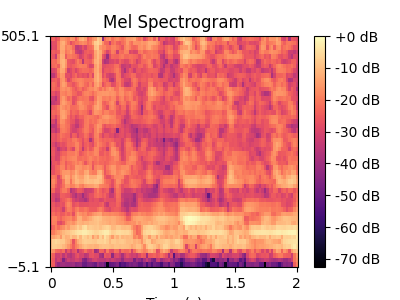 Mel Spectrogram
505.1
−5.1
0
0.5
1
1.5
2
+0 dB
-10 dB
-20 dB
-30 dB
-40 dB
-50 dB
-60 dB
-70 dB